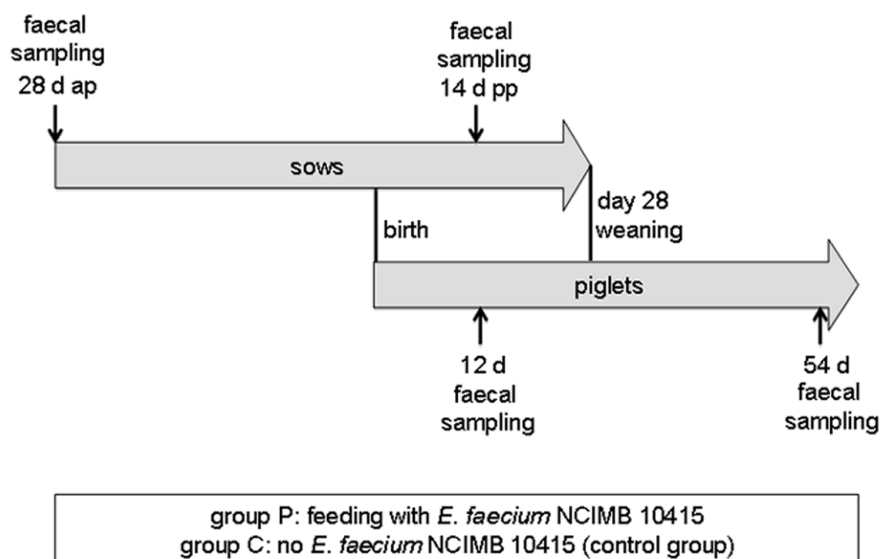 faecal
sampling
28 d ap
faecal
sampling
14 d pp
sows
birth
day 28
weaning
piglets
12 d
faecal
sampling
54 d
faecal
sampling
group P: feeding with E. faecium NCIMB 10415
group C: no E. faecium NCIMB 10415 (control group)